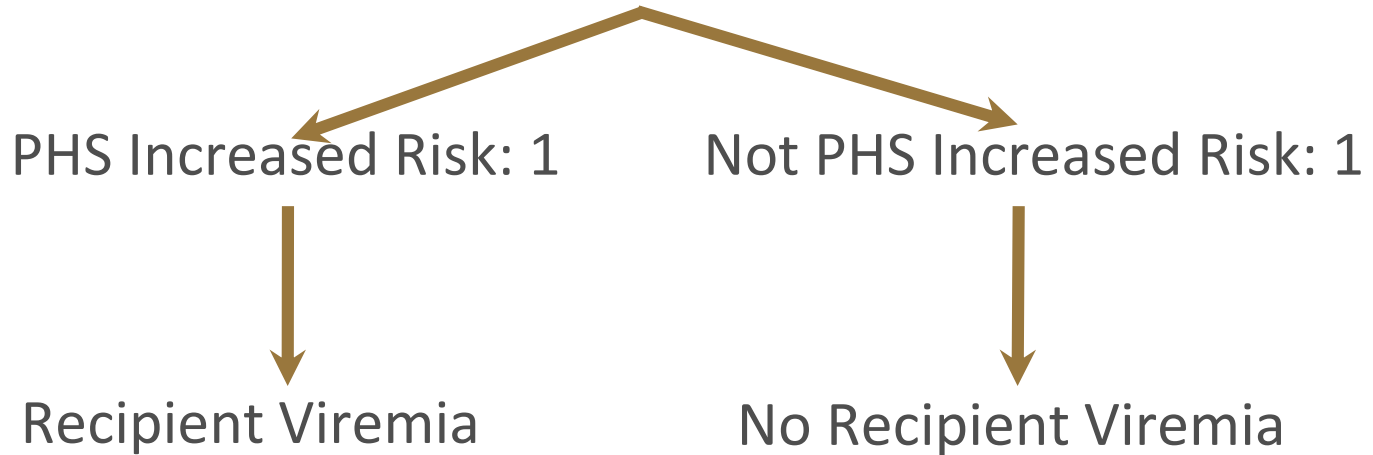 PHS Increased Risk: 1
Not PHS Increased Risk: 1
Recipient Viremia
No Recipient Viremia